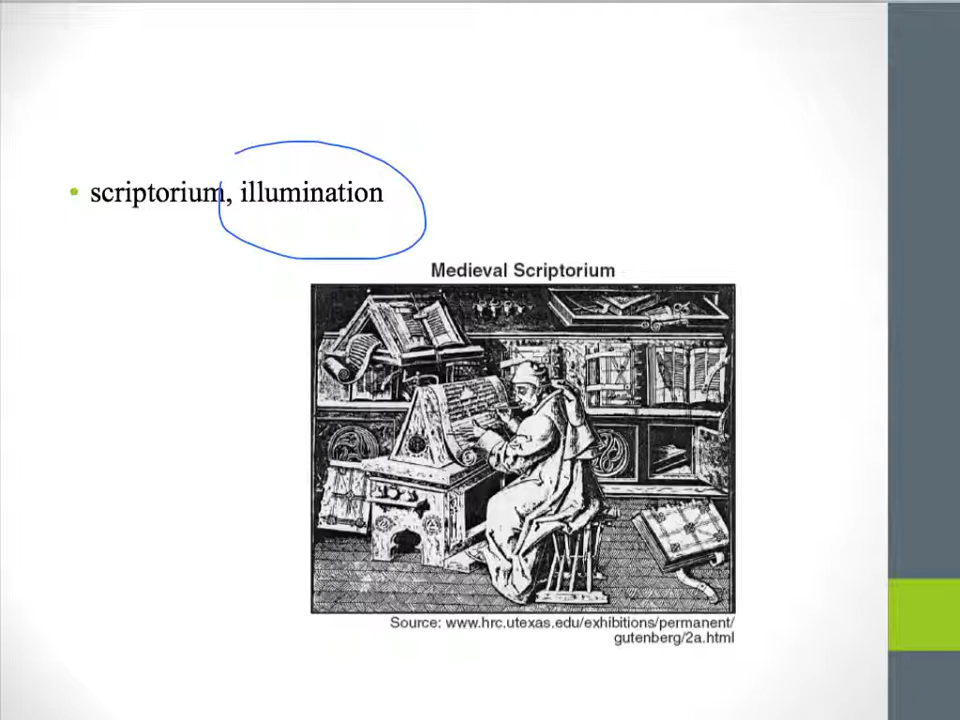 • scriptorium, illumination
Medieval Scriptorium
Source: www.hrc.utexas.edu/exhibitions/permanent/
gutenberg/2a.html